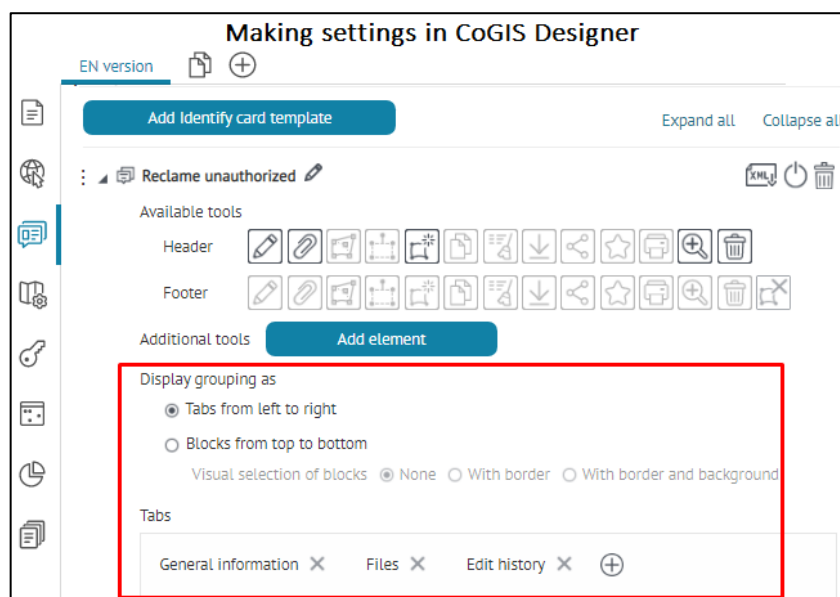 Making settings in CoGIS Designer
EN version
Add Identify card template
Expand all
Collapse all
Reclame unauthorized
XML
Available tools
Header
Footer
Additional tools
Add element
Display grouping as
Tabs from left to right
Blocks from top to bottom
Visual selection of blocks None With border With border and background
Tabs
General information Files Edit history